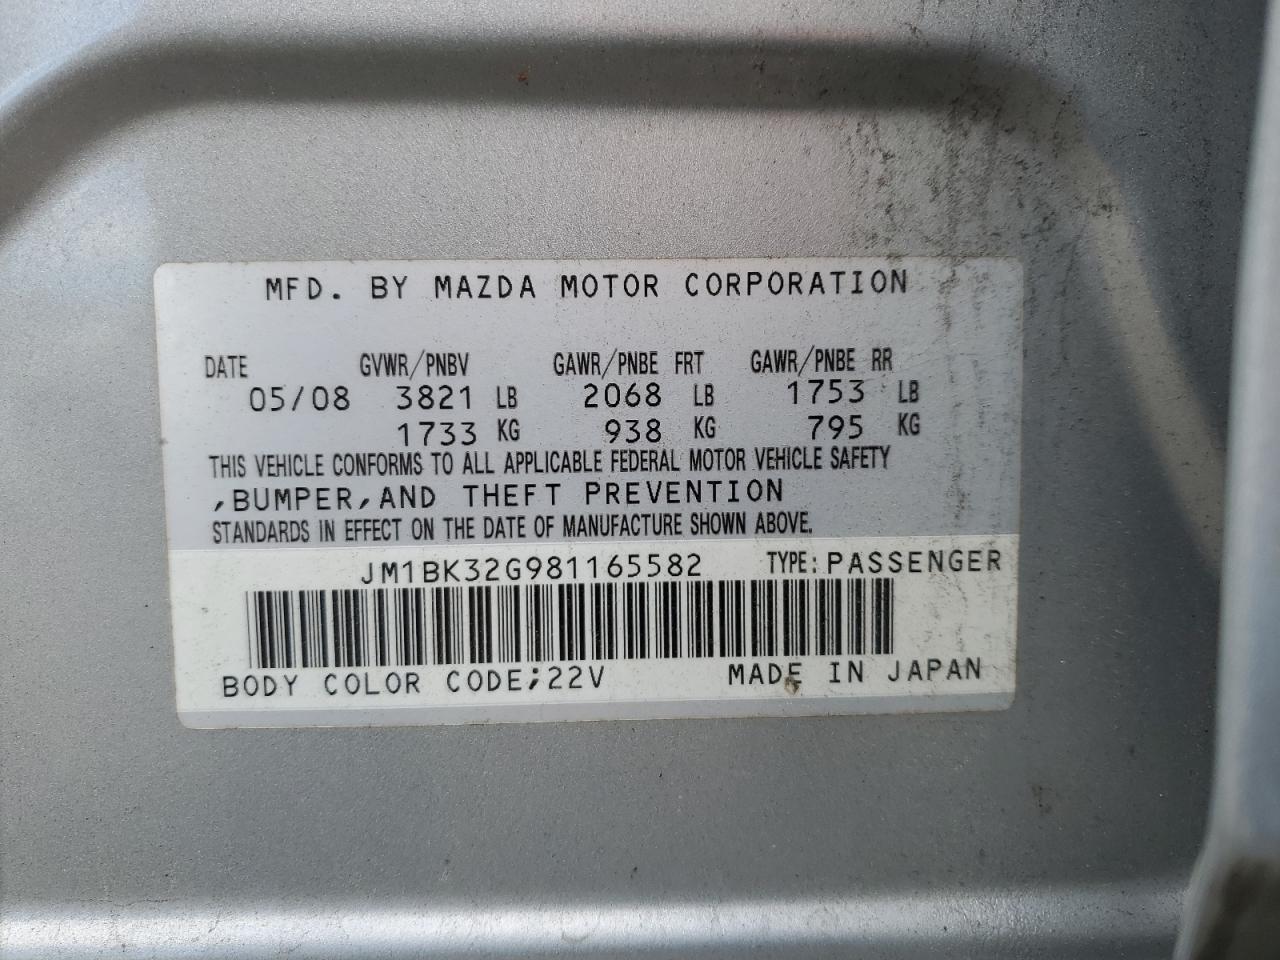 MFD. BY MAZDA MOTOR CORPORATION
DATE GVWR/PNBV GAWR/PNBE FRT GAWR/PNBE RR
05/08 3821 LB 2068 LB 1753 LB
1733 KG 938 KG 795 KG
THIS VEHICLE CONFORMS TO ALL APPLICABLE FEDERAL MOTOR VEHICLE SAFETY
,BUMPER,AND THEFT PREVENTION
STANDARDS IN EFFECT ON THE DATE OF MANUFACTURE SHOWN ABOVE.
JM1BK32G981165582 TYPE:PASSENGER
BODY COLOR CODE;22V MADE IN JAPAN